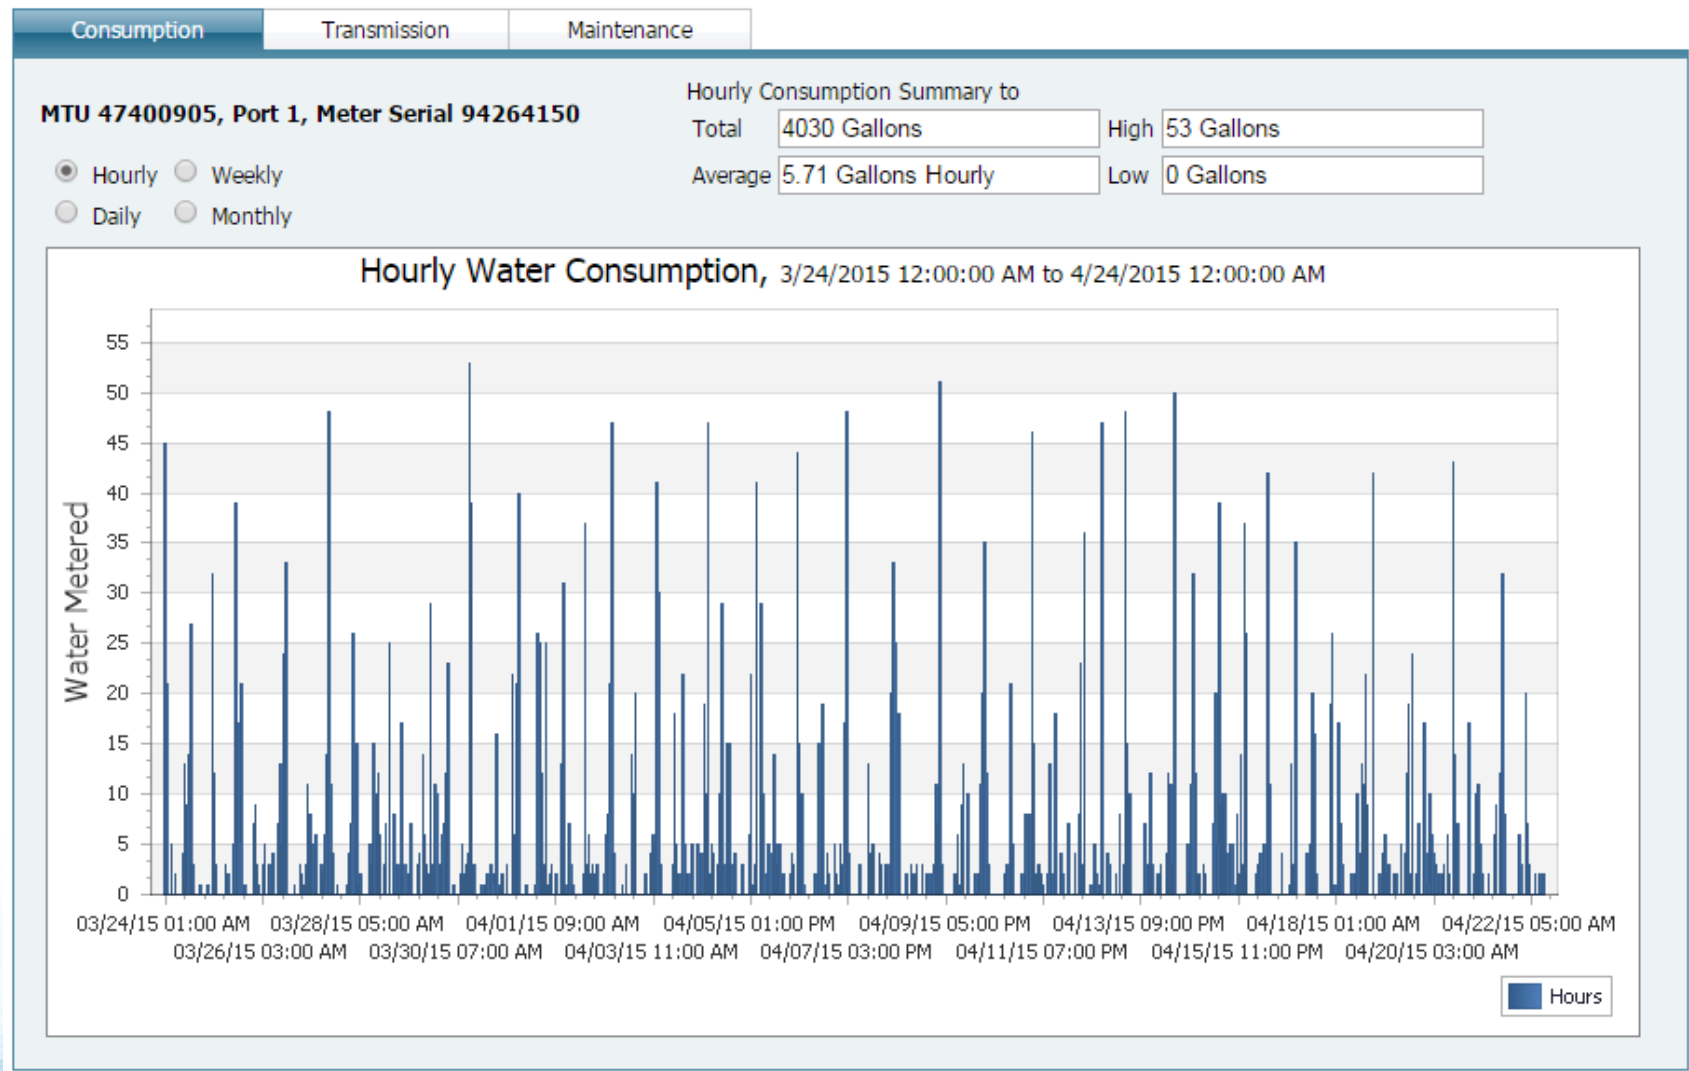 Consumption Transmission Maintenance
MTU 47400905, Port 1, Meter Serial 94264150
Hourly Weekly
Daily Monthly
Hourly Consumption Summary to
Total 4030 Gallons High 53 Gallons
Average 5.71 Gallons Hourly Low 0 Gallons
Hourly Water Consumption, 3/24/2015 12:00:00 AM to 4/24/2015 12:00:00 AM
Water Metered
55
50
45
40
35
30
25
20
15
10
5
0
03/24/15 01:00 AM 03/28/15 05:00 AM 04/01/15 09:00 AM 04/05/15 01:00 PM 04/09/15 05:00 PM 04/13/15 09:00 PM 04/18/15 01:00 AM 04/22/15 05:00 AM
03/26/15 03:00 AM 03/30/15 07:00 AM 04/03/15 11:00 AM 04/07/15 03:00 PM 04/11/15 07:00 PM 04/15/15 11:00 PM 04/20/15 03:00 AM
Hours